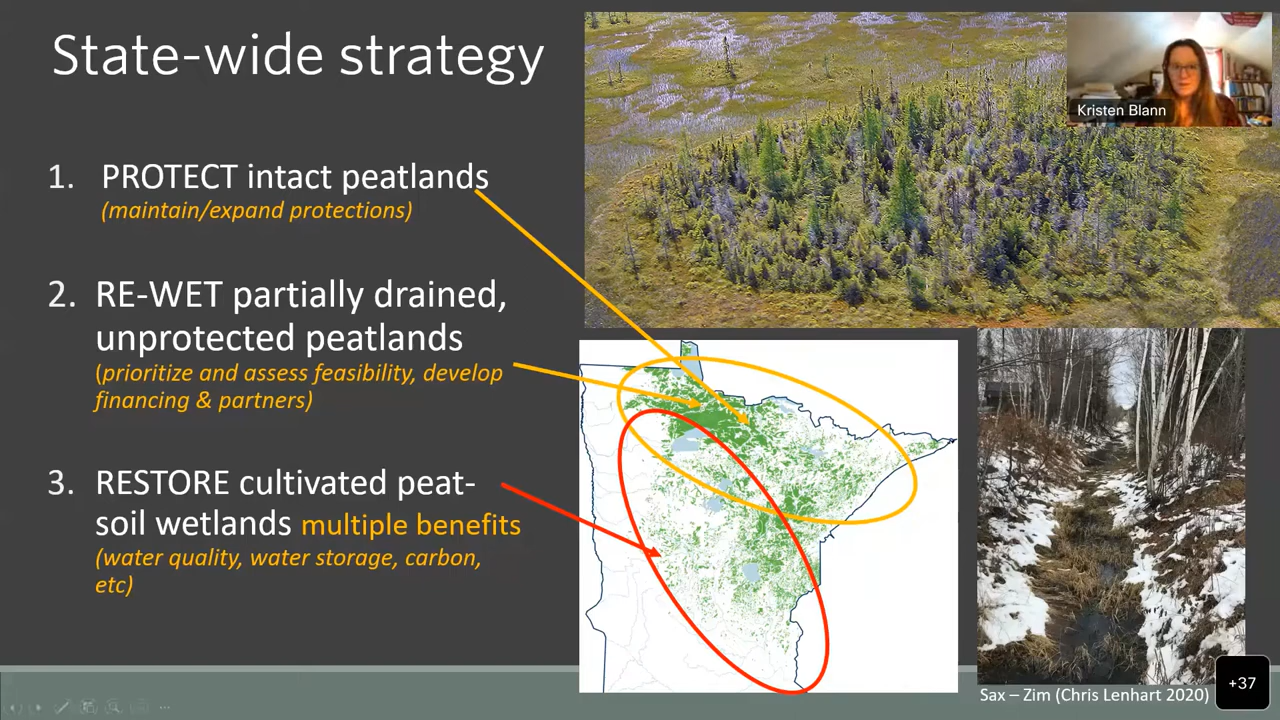 State-wide strategy
Kristen Blann
1. PROTECT intact peatlands
(maintain/expand protections)
2. RE-WET partially drained,
unprotected peatlands
(prioritize and assess feasibility, develop
financing & partners)
3. RESTORE cultivated peat-
soil wetlands multiple benefits
(water quality, water storage, carbon,
etc)
Sax – Zim (Chris Lenhart 2020)
+37